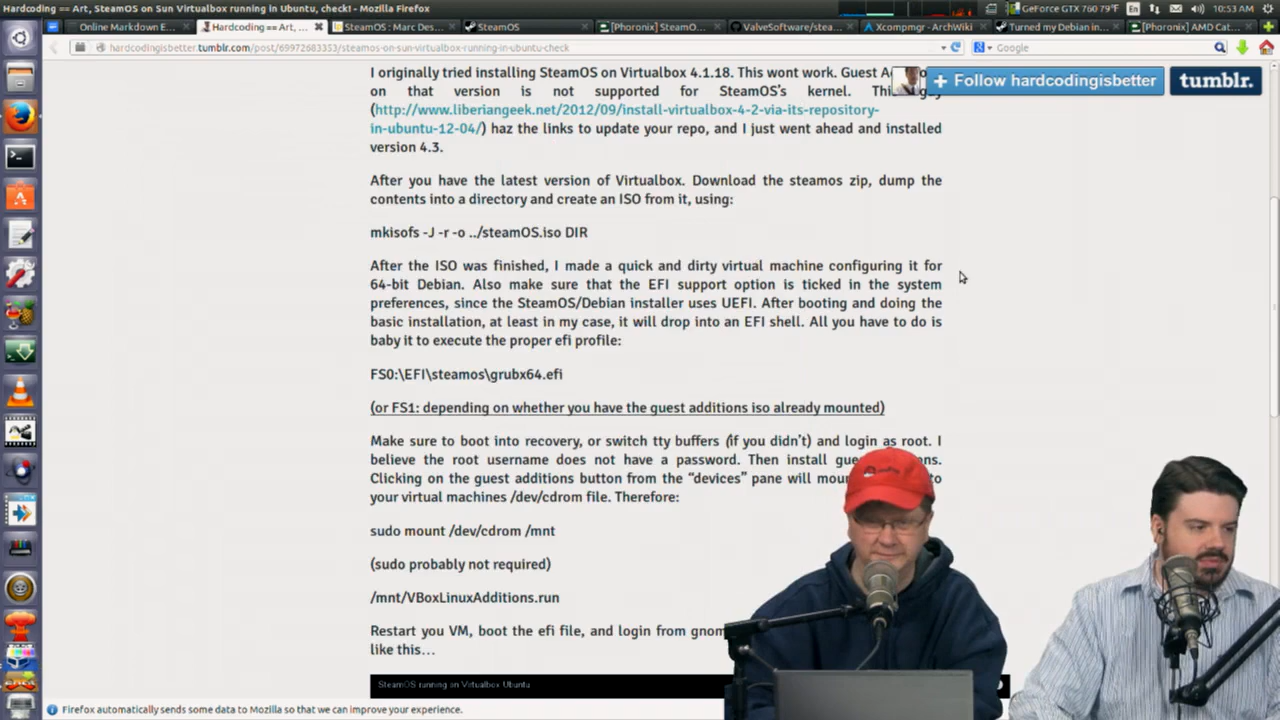 Hardcoding == Art, SteamOS on Sun Virtualbox running in Ubuntu, check! - Mozilla Firefox
GeForce GTX 760 79°F En 10:53 AM
Online Markdown E...
Hardcoding == Art, ...
SteamOS : Marc Des...
SteamOS
[Phoronix] SteamO...
ValveSoftware/stea...
Xcompmgr - ArchWiki
Turned my Debian in...
[Phoronix] AMD Cat...
hardcodingisbetter.tumblr.com/post/69972683353/steamos-on-sun-virtualbox-running-in-ubuntu-check
Google
+ Follow hardcodingisbetter
tumblr.
I originally tried installing SteamOS on Virtualbox 4.1.18. This wont work. Guest A
on that version is not supported for SteamOS's kernel. This guy
(http://www.liberiangeek.net/2012/09/install-virtualbox-4-2-via-its-repository-
in-ubuntu-12-04/) haz the links to update your repo, and I just went ahead and installed
version 4.3.
After you have the latest version of Virtualbox. Download the steamos zip, dump the
contents into a directory and create an ISO from it, using:
mkisofs -J -r -o ../steamOS.iso DIR
After the ISO was finished, I made a quick and dirty virtual machine configuring it for
64-bit Debian. Also make sure that the EFI support option is ticked in the system
preferences, since the SteamOS/Debian installer uses UEFI. After booting and doing the
basic installation, at least in my case, it will drop into an EFI shell. All you have to do is
baby it to execute the proper efi profile:
FS0:\EFI\steamos\grubx64.efi
(or FS1: depending on whether you have the guest additions iso already mounted)
Make sure to boot into recovery, or switch tty buffers (if you didn't) and login as root. I
believe the root username does not have a password. Then install gue ns.
Clicking on the guest additions button from the "devices" pane will moun to
your virtual machines /dev/cdrom file. Therefore:
sudo mount /dev/cdrom /mnt
(sudo probably not required)
/mnt/VBoxLinuxAdditions.run
Restart you VM, boot the efi file, and login from gnom
like this…
SteamOS running on Virtualbox Ubuntu
Firefox automatically sends some data to Mozilla so that we can improve your experience.